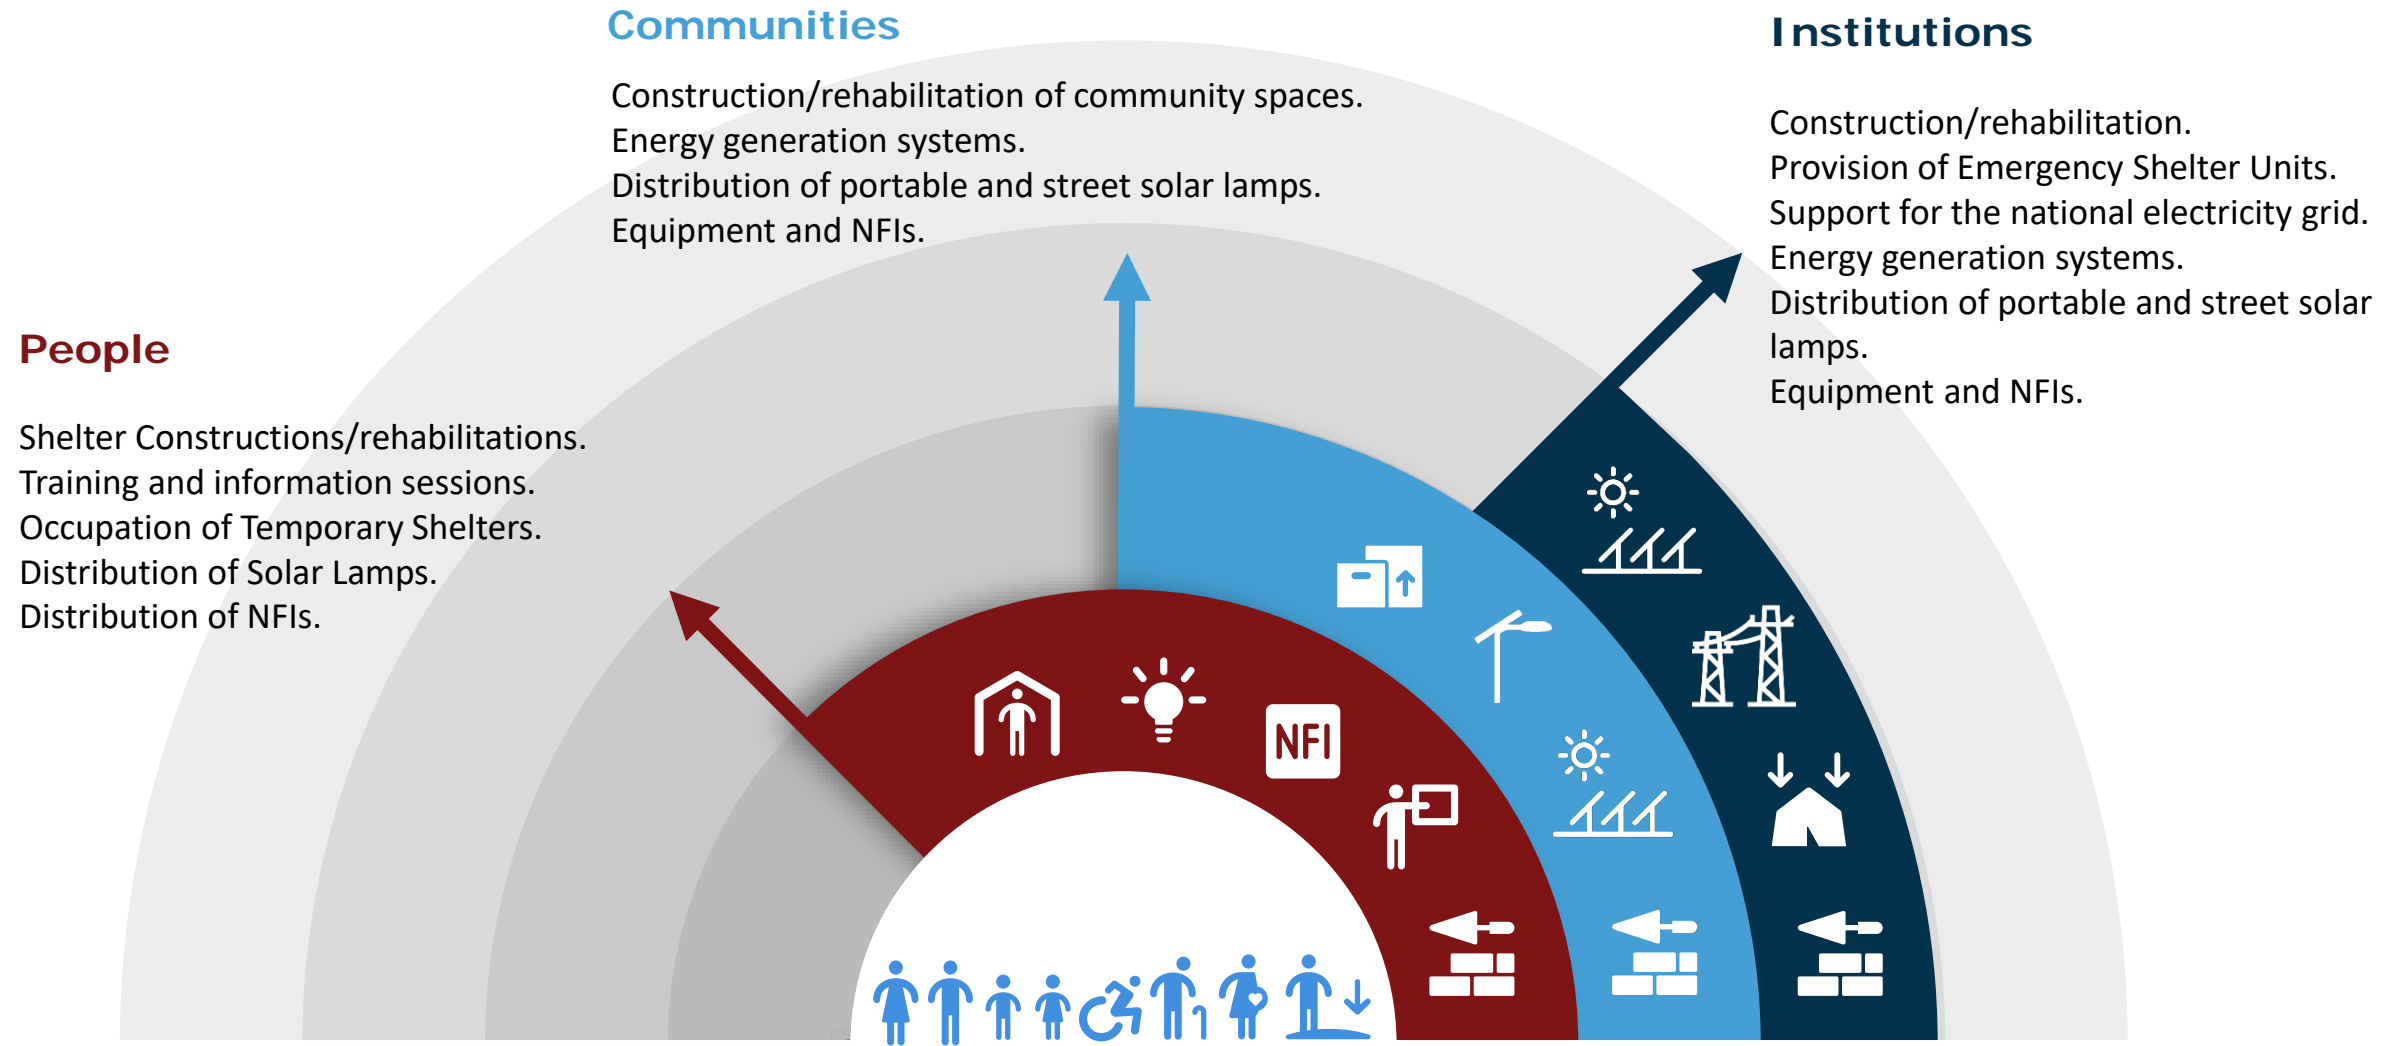 Communities
Construction/rehabilitation of community spaces.
Energy generation systems.
Distribution of portable and street solar lamps.
Equipment and NFIs.
Institutions
Construction/rehabilitation.
Provision of Emergency Shelter Units.
Support for the national electricity grid.
Energy generation systems.
Distribution of portable and street solar
lamps.
Equipment and NFIs.
People
Shelter Constructions/rehabilitations.
Training and information sessions.
Occupation of Temporary Shelters.
Distribution of Solar Lamps.
Distribution of NFIs.
NFI